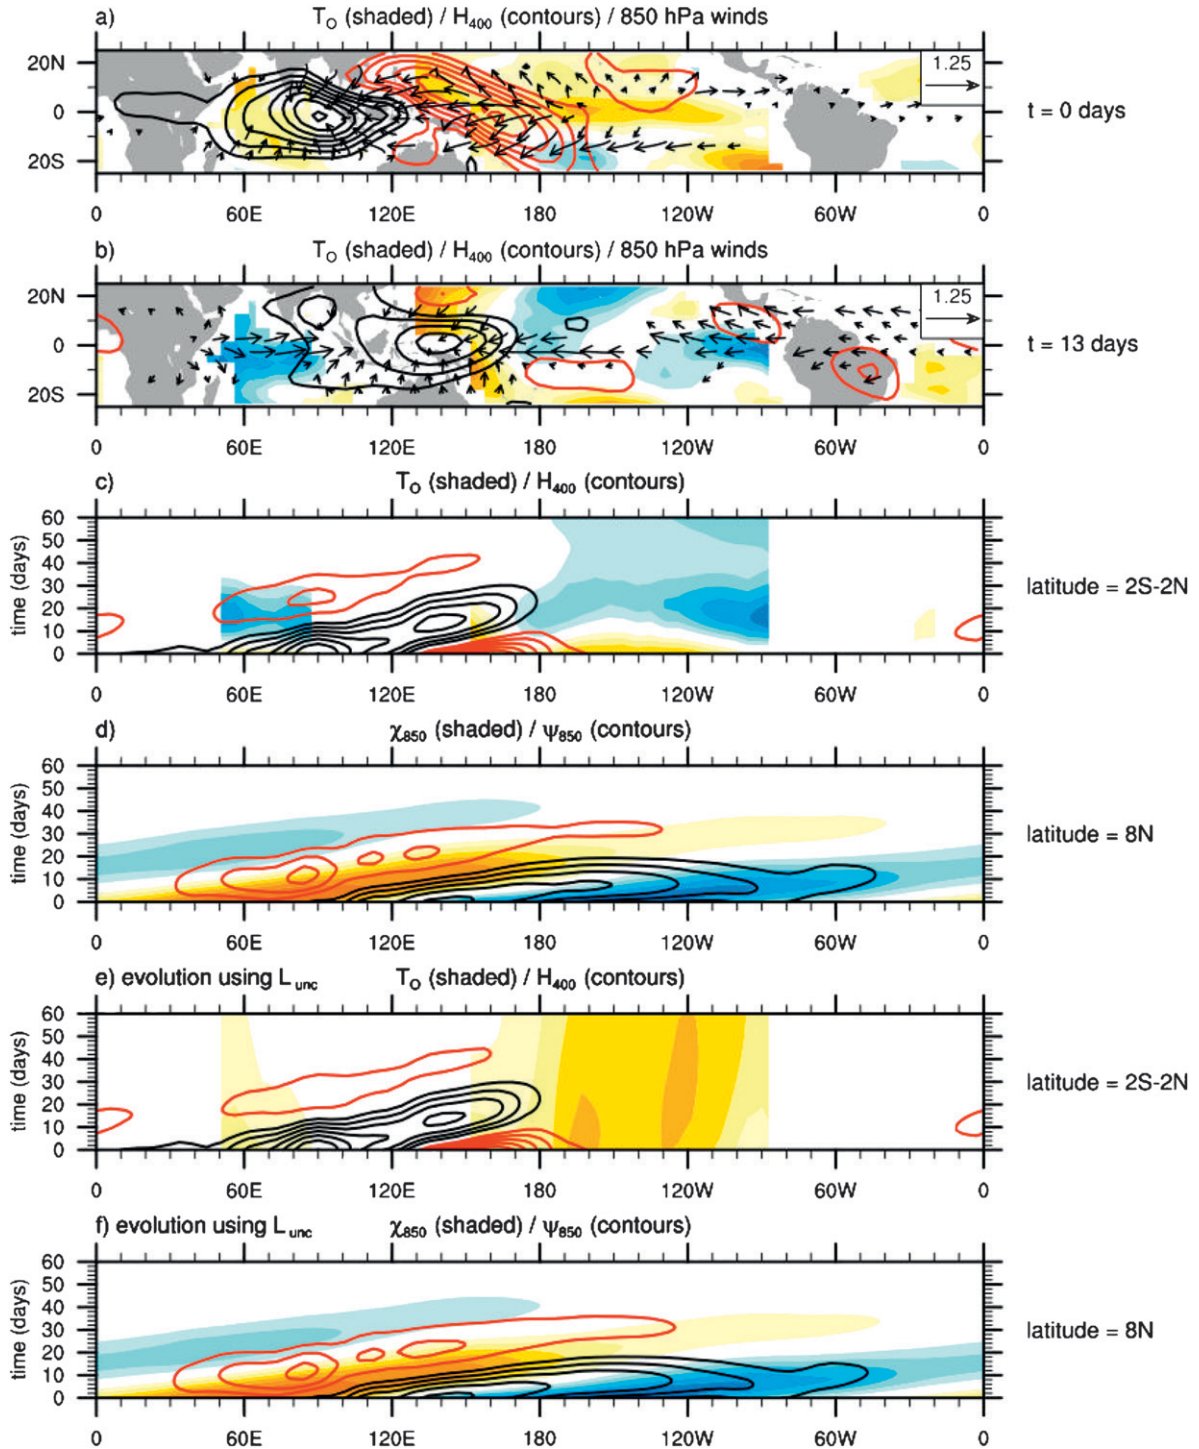 a) T_O (shaded) / H_400 (contours) / 850 hPa winds
1.25
20N
0
20S
t = 0 days
0 60E 120E 180 120W 60W 0
b) T_O (shaded) / H_400 (contours) / 850 hPa winds
1.25
20N
0
20S
t = 13 days
0 60E 120E 180 120W 60W 0
c) T_O (shaded) / H_400 (contours)
time (days)
60
50
40
30
20
10
0
latitude = 2S-2N
0 60E 120E 180 120W 60W 0
d) χ_850 (shaded) / ψ_850 (contours)
time (days)
60
50
40
30
20
10
0
latitude = 8N
0 60E 120E 180 120W 60W 0
e) evolution using L_unc T_O (shaded) / H_400 (contours)
time (days)
60
50
40
30
20
10
0
latitude = 2S-2N
0 60E 120E 180 120W 60W 0
f) evolution using L_unc χ_850 (shaded) / ψ_850 (contours)
time (days)
60
50
40
30
20
10
0
latitude = 8N
0 60E 120E 180 120W 60W 0